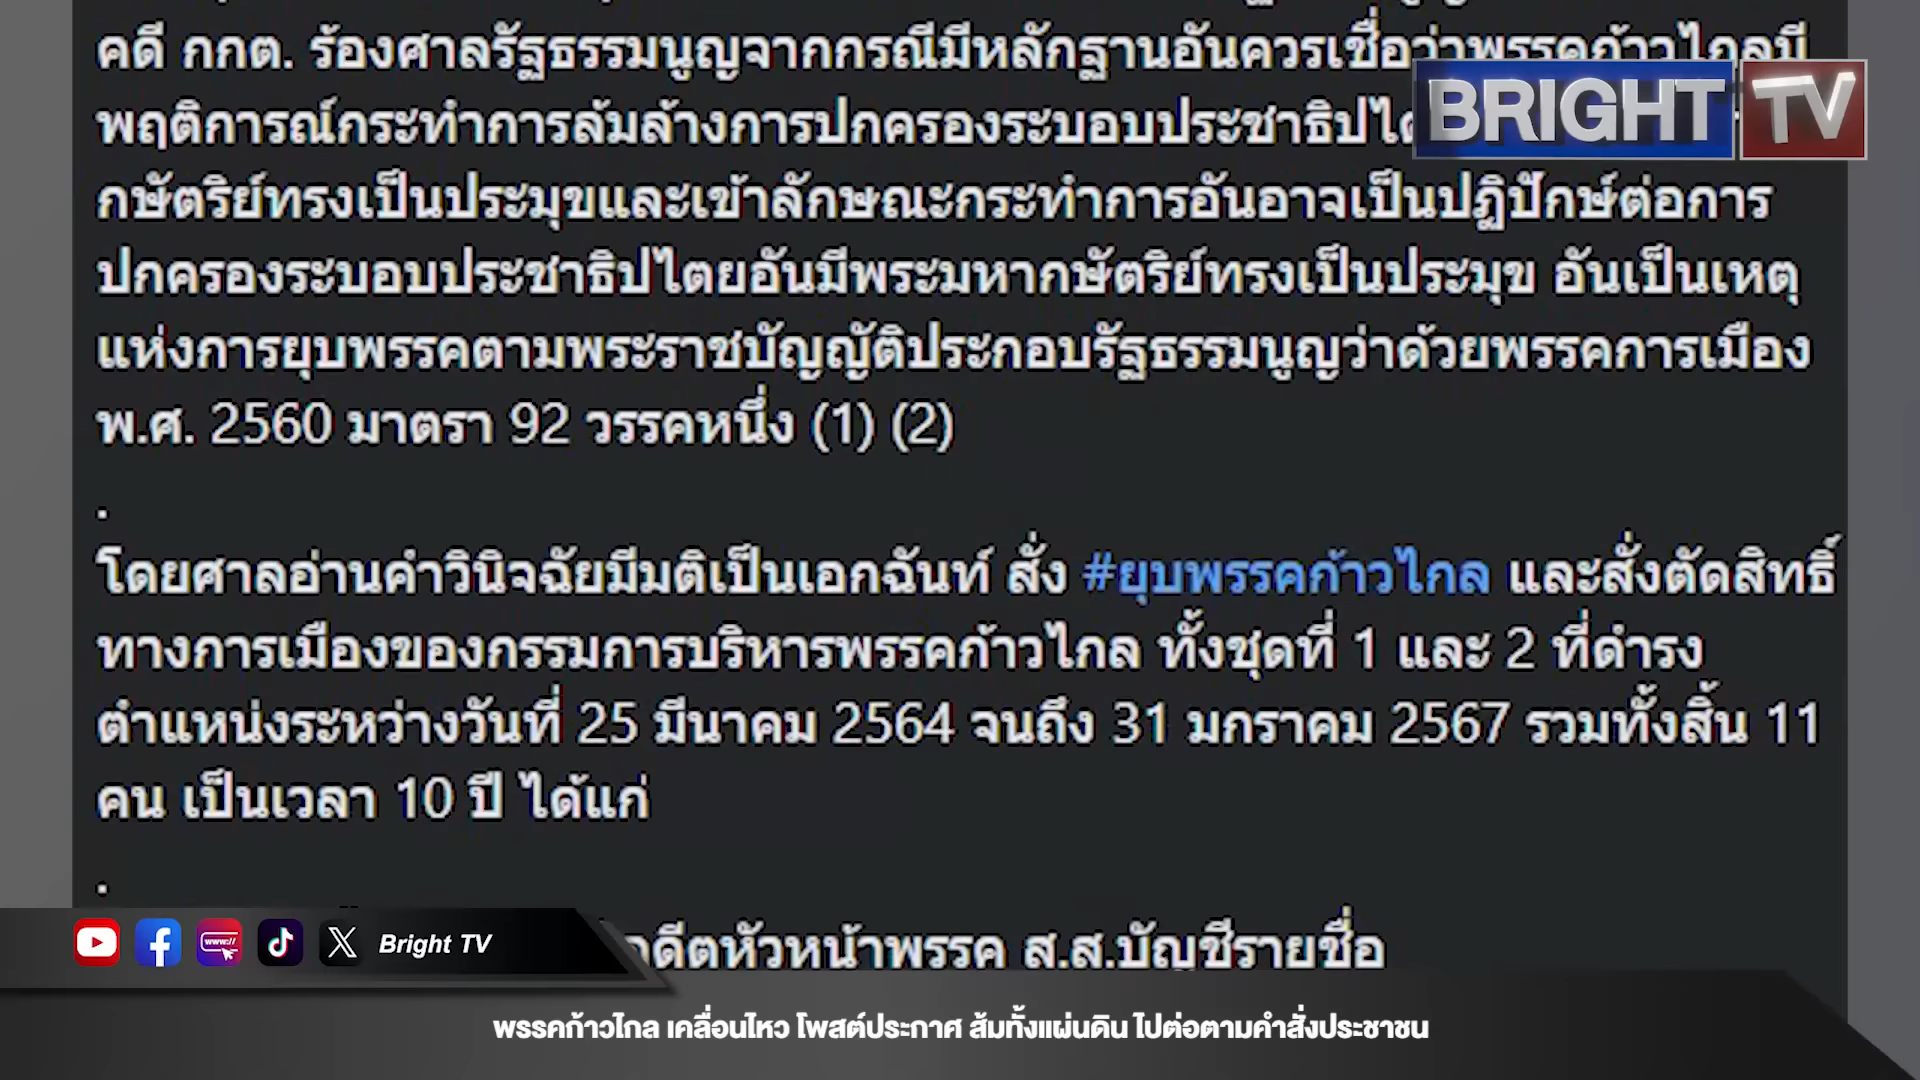 คดี กกต. ร้องศาลรัฐธรรมนูญจากกรณีมีหลักฐานอันควรเชื่อว่าพรรคก้าวไกลมี
พฤติการณ์กระทำการล้มล้างการปกครองระบอบประชาธิปไต
BRIGHT TV
กษัตริย์ทรงเป็นประมุขและเข้าลักษณะกระทำการอันอาจเป็นปฏิปักษ์ต่อการ
ปกครองระบอบประชาธิปไตยอันมีพระมหากษัตริย์ทรงเป็นประมุข อันเป็นเหตุ
แห่งการยุบพรรคตามพระราชบัญญัติประกอบรัฐธรรมนูญว่าด้วยพรรคการเมือง
พ.ศ. 2560 มาตรา 92 วรรคหนึ่ง (1) (2)
.
โดยศาลอ่านคำวินิจฉัยมีมติเป็นเอกฉันท์ สั่ง #ยุบพรรคก้าวไกล และสั่งตัดสิทธิ์
ทางการเมืองของกรรมการบริหารพรรคก้าวไกล ทั้งชุดที่ 1 และ 2 ที่ดำรง
ตำแหน่งระหว่างวันที่ 25 มีนาคม 2564 จนถึง 31 มกราคม 2567 รวมทั้งสิ้น 11
คน เป็นเวลา 10 ปี ได้แก่
.
อดีตหัวหน้าพรรค ส.ส.บัญชีรายชื่อ
www://
Bright TV
พรรคก้าวไกล เคลื่อนไหว โพสต์ประกาศ ส้มทั้งแผ่นดิน ไปต่อตามคำสั่งประชาชน